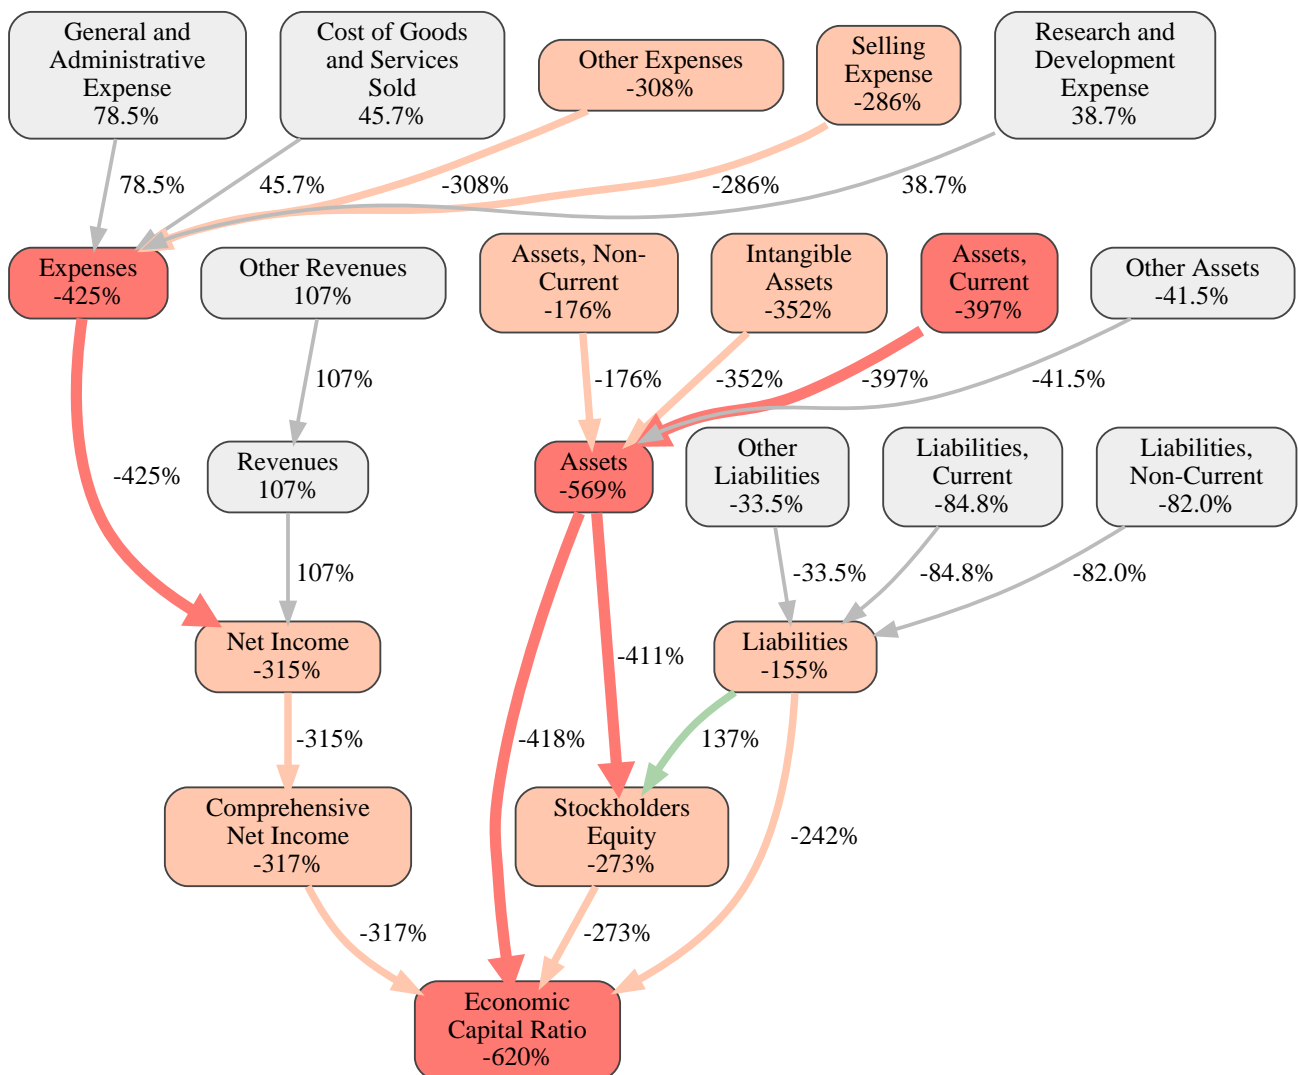 General and
Administrative
Expense
78.5%
Cost of Goods
and Services
Sold
45.7%
Other Expenses
-308%
Selling
Expense
-286%
Research and
Development
Expense
38.7%
78.5%
45.7%
-308%
-286%
38.7%
Expenses
-425%
Other Revenues
107%
Assets, Non-
Current
-176%
Intangible
Assets
-352%
Assets,
Current
-397%
Other Assets
-41.5%
107%
-176%
-352%
-397%
-41.5%
-425%
Revenues
107%
Assets
-569%
Other
Liabilities
-33.5%
Liabilities,
Current
-84.8%
Liabilities,
Non-Current
-82.0%
107%
-33.5%
-84.8%
-82.0%
Net Income
-315%
-411%
Liabilities
-155%
-315%
-418%
137%
Comprehensive
Net Income
-317%
Stockholders
Equity
-273%
-242%
-317%
-273%
Economic
Capital Ratio
-620%